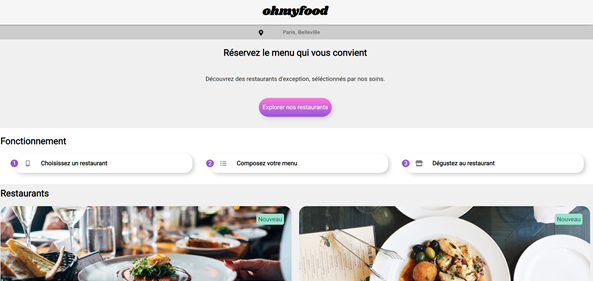 ohmyfood
Paris, Belleville
Réservez le menu qui vous convient
Découvrez des restaurants d'exception, séléctionnés par nos soins.
Explorer nos restaurants
Fonctionnement
1 Choisissez un restaurant
2 Composez votre menu
3 Dégustez au restaurant
Restaurants
Nouveau
Nouveau